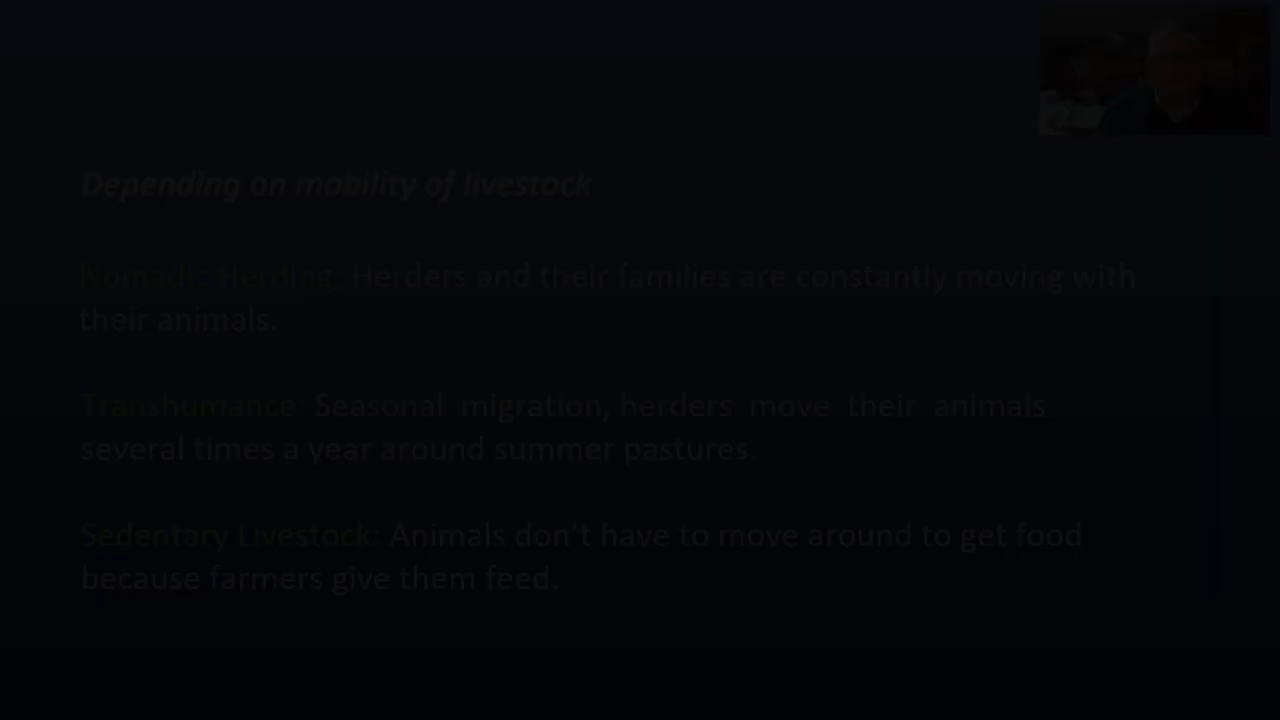 Depending on mobility of livestock
Nomadic Herding: Herders and their families are constantly moving with
their animals.
Transhumance: Seasonal migration, herders move their animals
several times a year around summer pastures.
Sedentary Livestock: Animals don't have to move around to get food
because farmers give them feed.